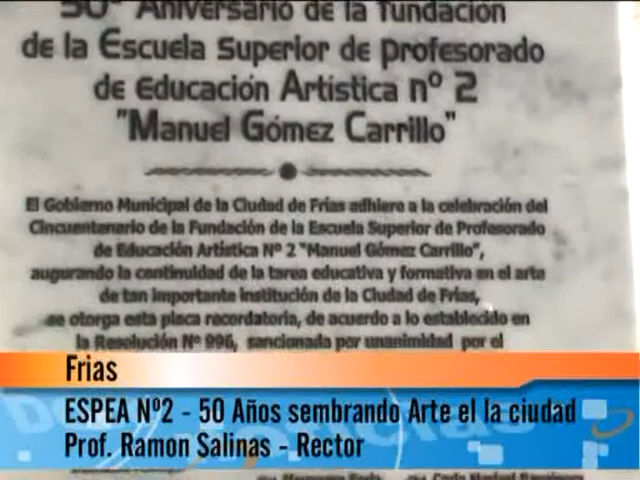 50º Aniversario de la fundación
de la Escuela Superior de Profesorado
de Educación Artística nº 2
"Manuel Gómez Carrillo"
El Gobierno Municipal de la Ciudad de Frías adhiere a la celebración del
Cincuentenario de la Fundación de la Escuela Superior de Profesorado
de Educación Artística Nº 2 "Manuel Gómez Carrillo",
augurando la continuidad de la tarea educativa y formativa en el arte
de tan importante institución de la Ciudad de Frías,
se otorga esta placa recordatoria, de acuerdo a lo establecido en
la Resolución Nº 996, sancionada por unanimidad por el
Frias
ESPEA Nº2 - 50 Años sembrando Arte el la ciudad
Prof. Ramon Salinas - Rector